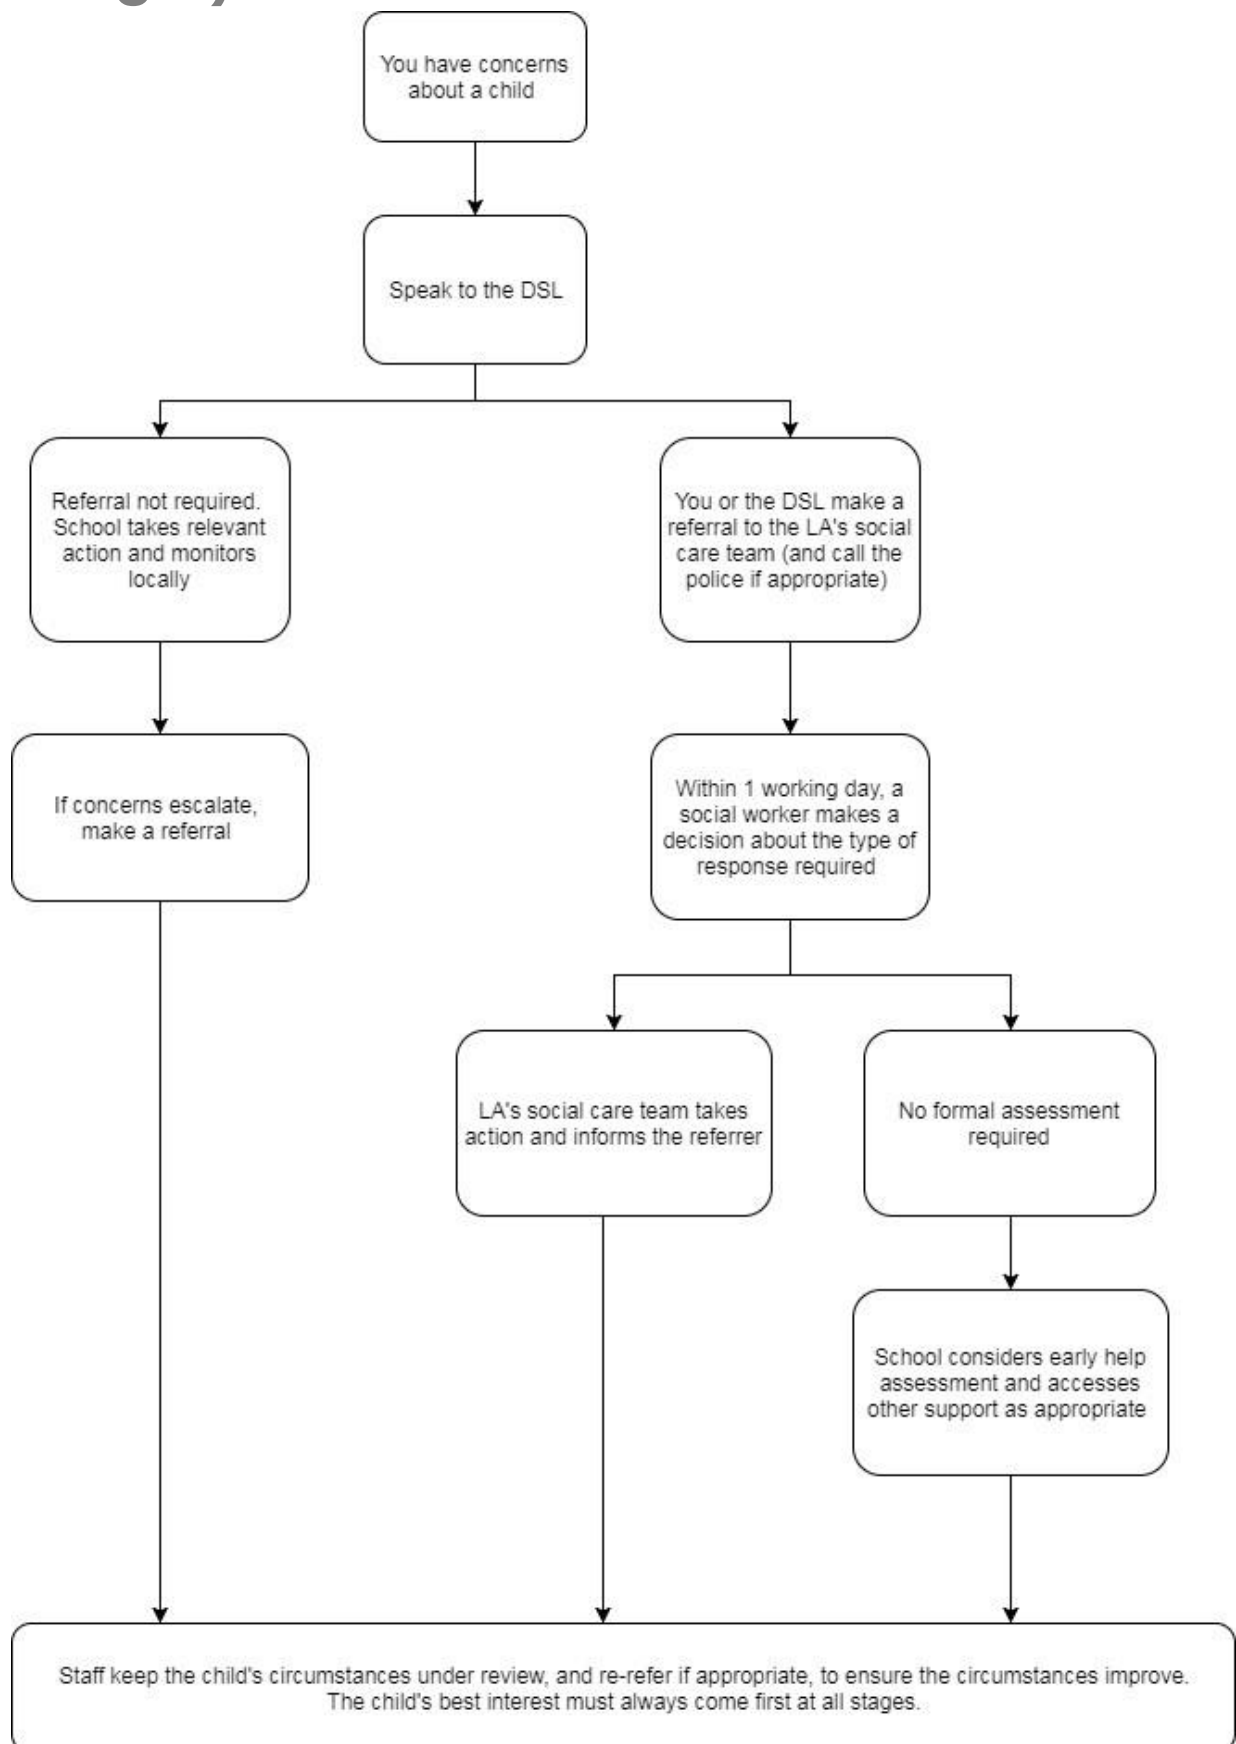 You have concerns
about a child
Speak to the DSL
Referral not required.
School takes relevant
action and monitors
locally
You or the DSL make a
referral to the LA's social
care team (and call the
police if appropriate)
If concerns escalate,
make a referral
Within 1 working day, a
social worker makes a
decision about the type of
response required
LA's social care team takes
action and informs the referrer
No formal assessment
required
School considers early help
assessment and accesses
other support as appropriate
Staff keep the child's circumstances under review, and re-refer if appropriate, to ensure the circumstances improve.
The child's best interest must always come first at all stages.